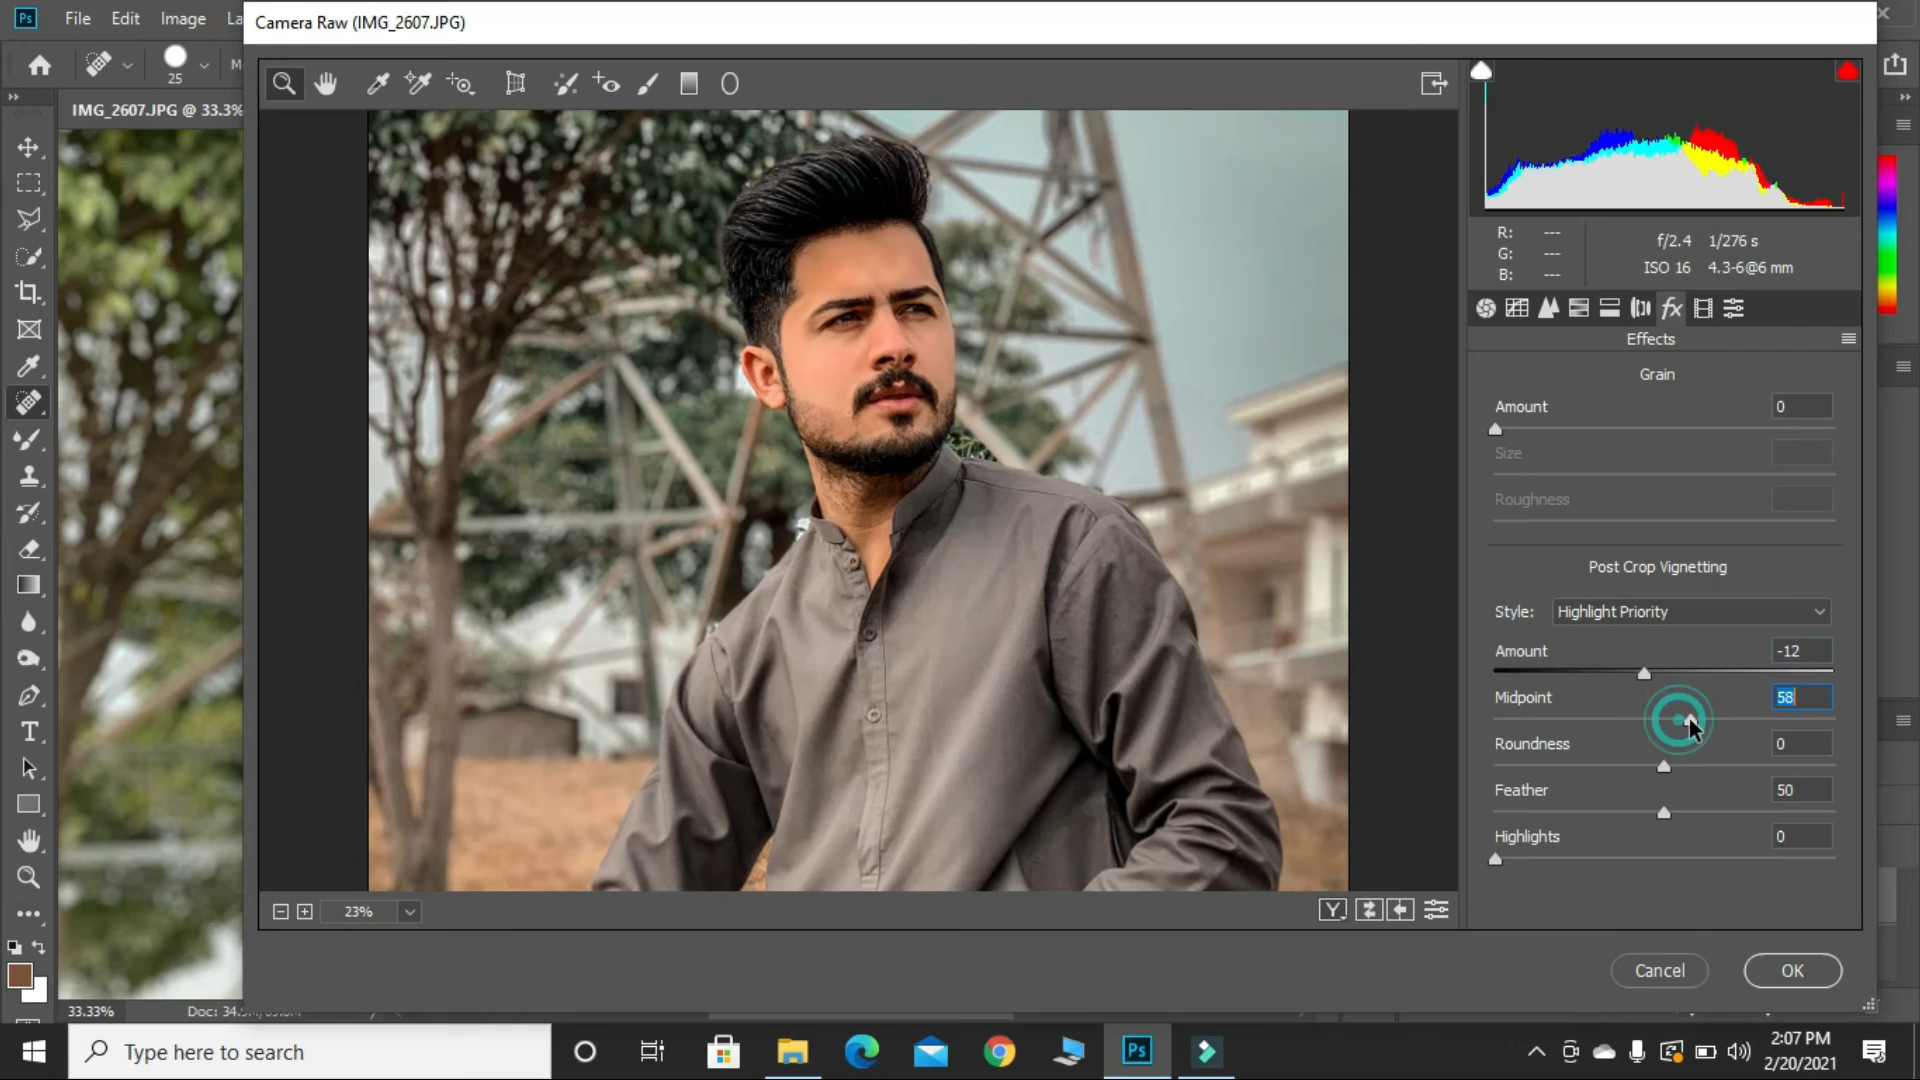 Ps File Edit Image La
Camera Raw (IMG_2607.JPG)
25 M
IMG_2607.JPG @ 33.3%
R: ---
G: ---
B: ---
f/2.4 1/276 s
ISO 16 4.3-6@6 mm
fx
Effects
Grain
Amount 0
Size
Roughness
Post Crop Vignetting
Style: Highlight Priority
Amount -12
Midpoint 58
Roundness 0
Feather 50
Highlights 0
23%
Y
Cancel OK
33.33%
Type here to search
Ps
2:07 PM
2/20/2021